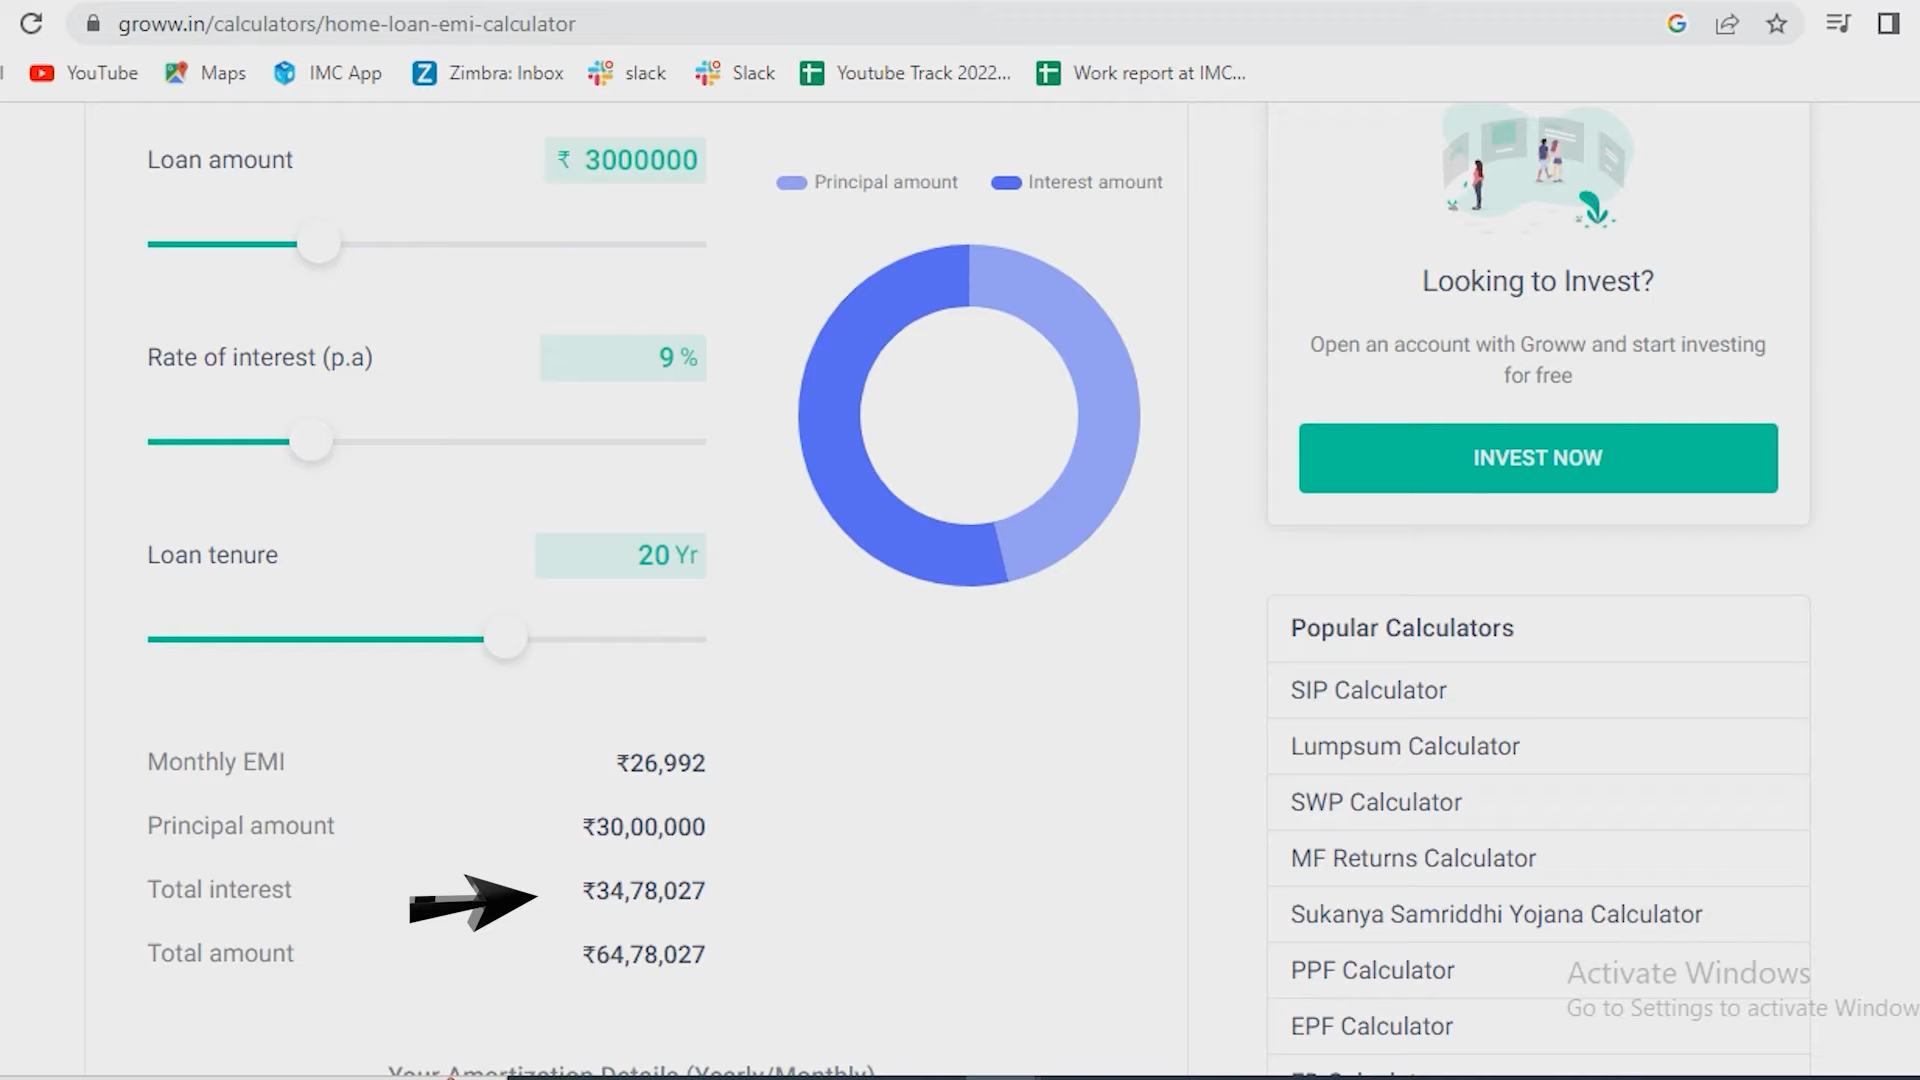 groww.in/calculators/home-loan-emi-calculator
YouTube Maps IMC App Zimbra: Inbox slack Slack Youtube Track 2022... Work report at IMC...
Loan amount ₹ 3000000
Principal amount Interest amount
Rate of interest (p.a) 9 %
Loan tenure 20 Yr
Monthly EMI ₹26,992
Principal amount ₹30,00,000
Total interest ₹34,78,027
Total amount ₹64,78,027
Your Amortization Details (Yearly/Monthly)
Looking to Invest?
Open an account with Groww and start investing
for free
INVEST NOW
Popular Calculators
SIP Calculator
Lumpsum Calculator
SWP Calculator
MF Returns Calculator
Sukanya Samriddhi Yojana Calculator
PPF Calculator
EPF Calculator
Activate Windows
Go to Settings to activate Window